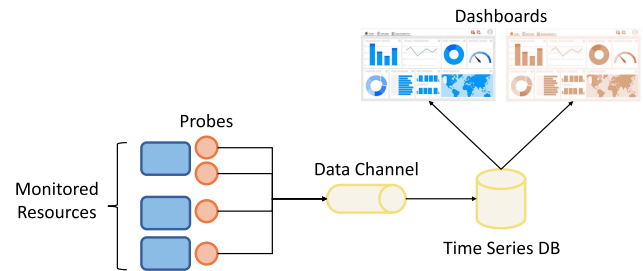 Dashboards
Probes
Data Channel
Monitored
Resources
Time Series DB